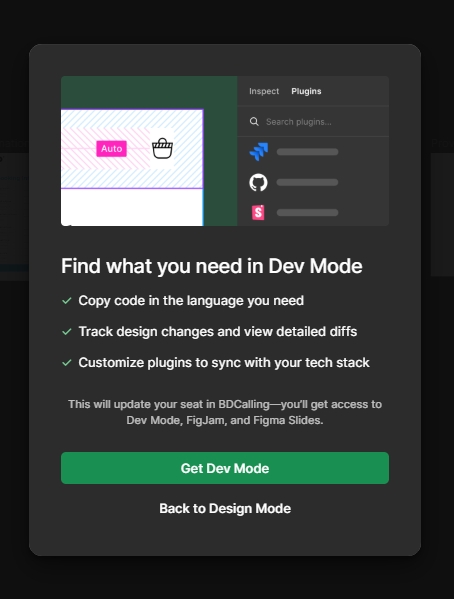 Inspect Plugins
Search plugins...
Auto
S
Find what you need in Dev Mode
Copy code in the language you need
Track design changes and view detailed diffs
Customize plugins to sync with your tech stack
This will update your seat in BDCalling—you'll get access to
Dev Mode, FigJam, and Figma Slides.
Get Dev Mode
Back to Design Mode